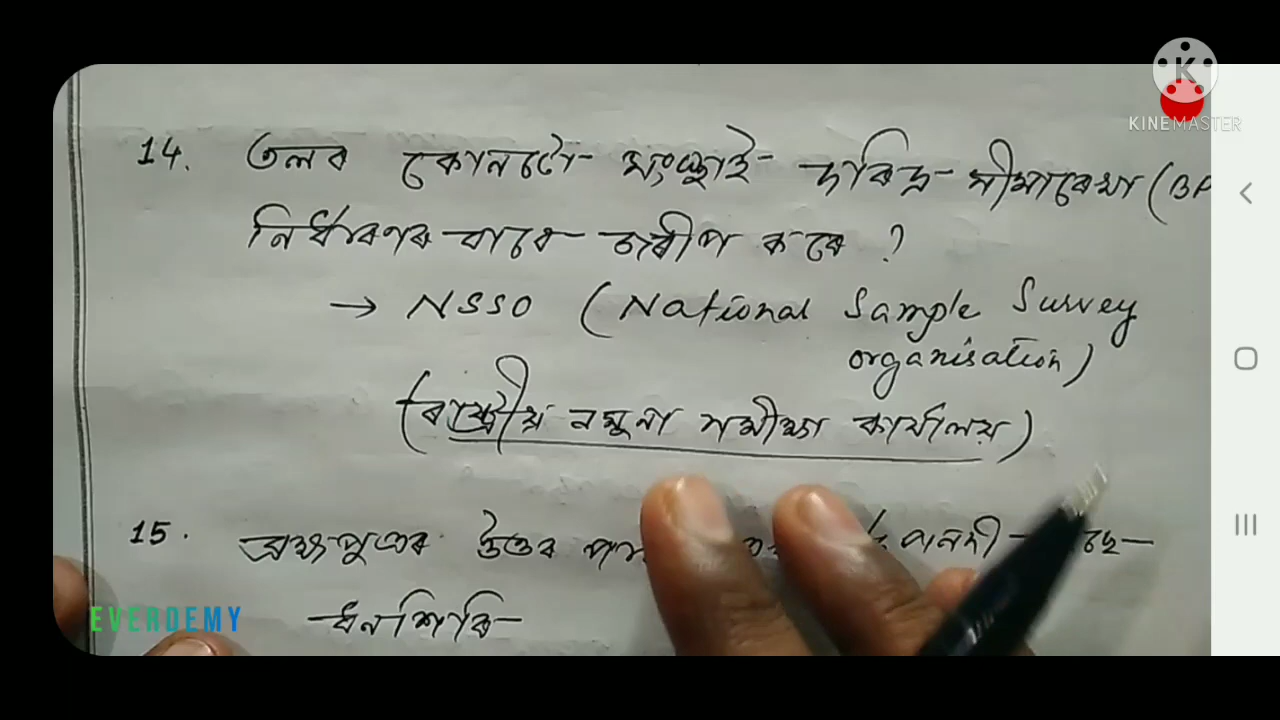 KINEMASTER
14. তলৰ কোনটো সংস্থাই দৰিদ্ৰ সীমাৰেখা (BP
নিৰ্ধাৰণৰ বাবে জৰীপ কৰে ?
→ NSSO (National Sample Survey
organisation)
(ৰাষ্ট্ৰীয় নমুনা সমীক্ষা কাৰ্যালয়)
15. ব্ৰহ্মপুত্ৰৰ উত্তৰ
ধনশিৰি
EVERDEMY